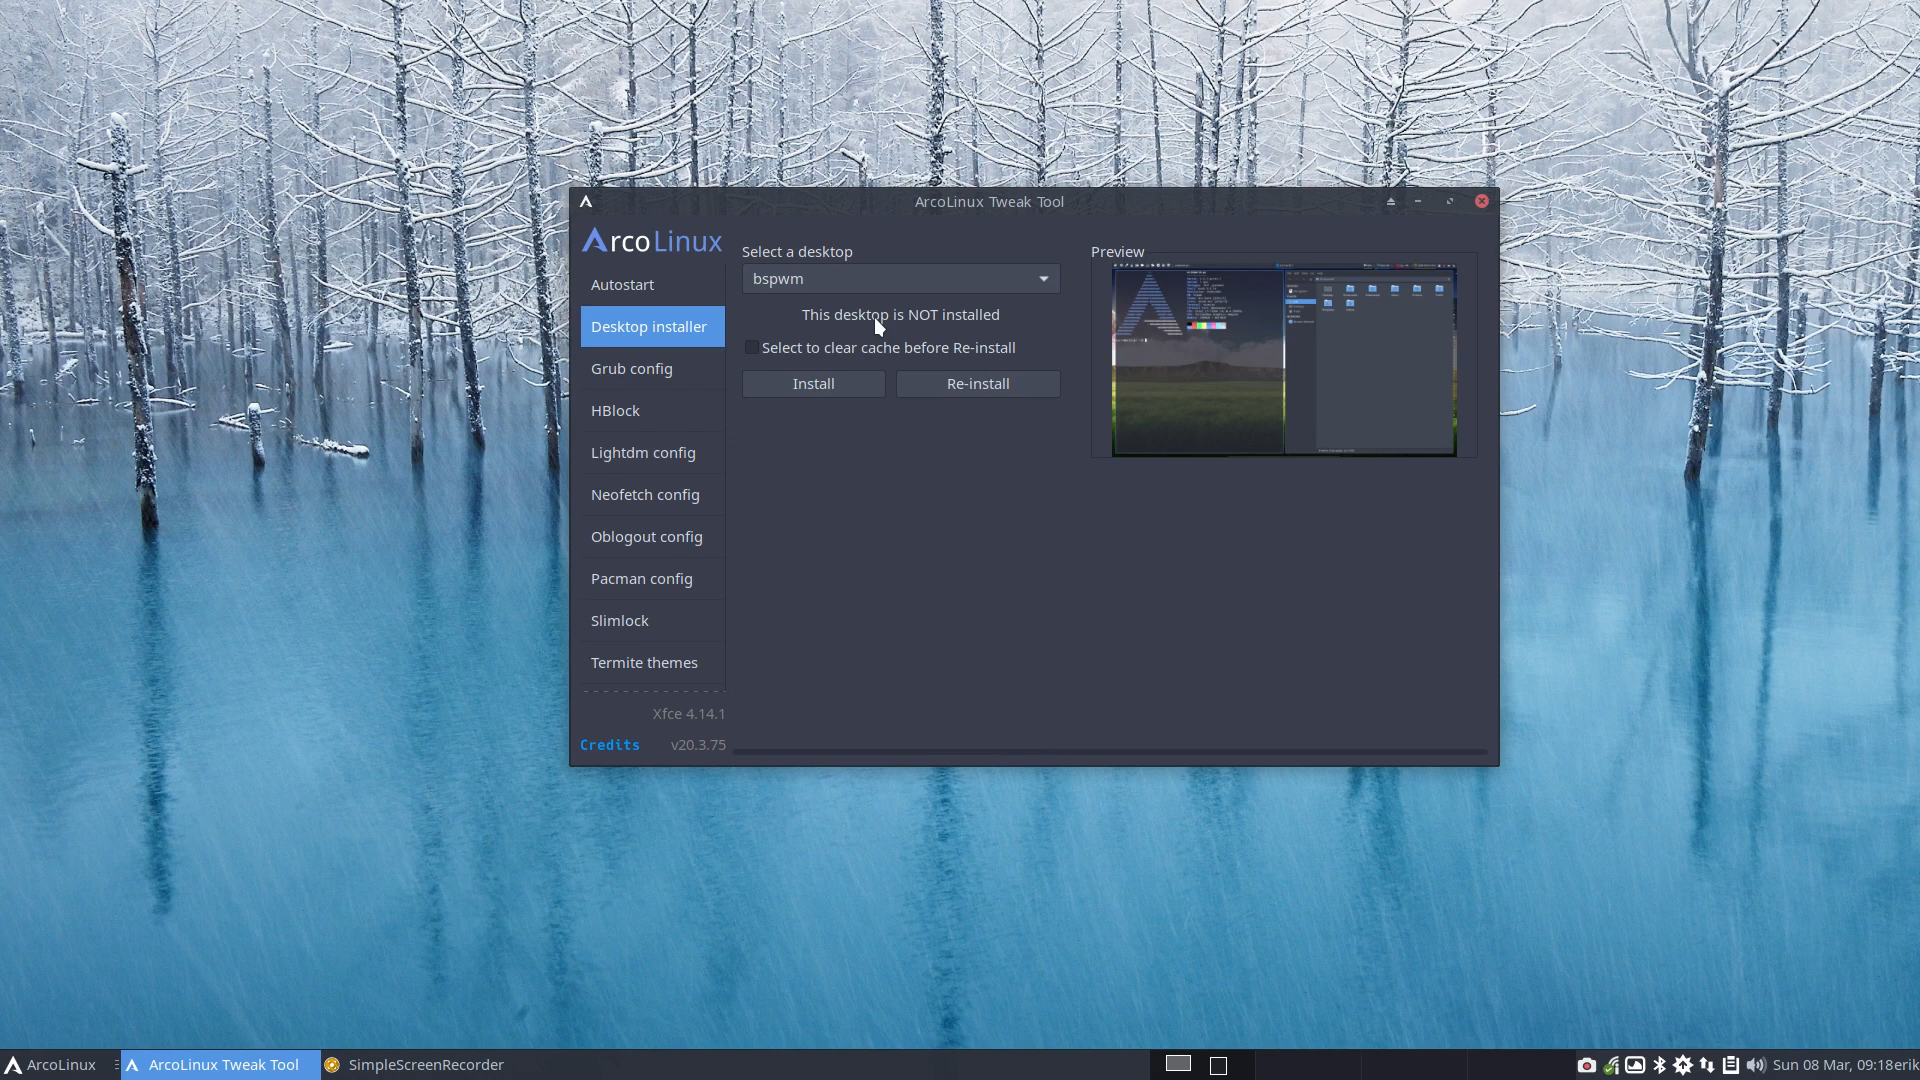 ArcoLinux Tweak Tool
ArcoLinux
Select a desktop
Preview
bspwm
Autostart
This desktop is NOT installed
Desktop installer
Select to clear cache before Re-install
Grub config
Install
Re-install
HBlock
Lightdm config
Neofetch config
Oblogout config
Pacman config
Slimlock
Termite themes
Xfce 4.14.1
Credits
v20.3.75
ArcoLinux
ArcoLinux Tweak Tool
SimpleScreenRecorder
Sun 08 Mar, 09:18
erik